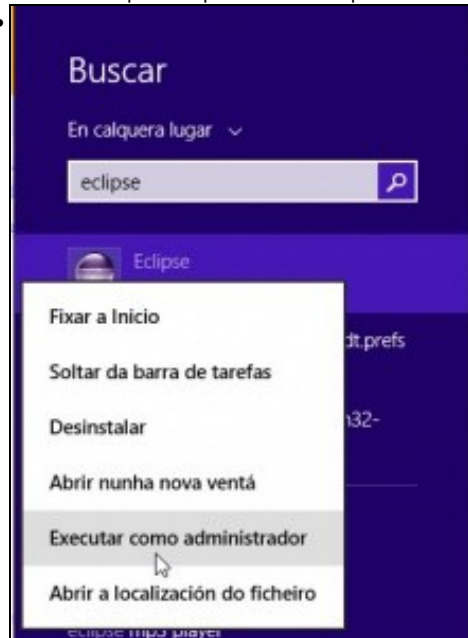 Buscar
En calquera lugar
eclipse
Eclipse
Fixar a Inicio
dt.prefs
Soltar da barra de tarefas
Desinstalar
Abrir nunha nova ventá
Executar como administrador
Abrir a localización do ficheiro
eclipse mp3 player